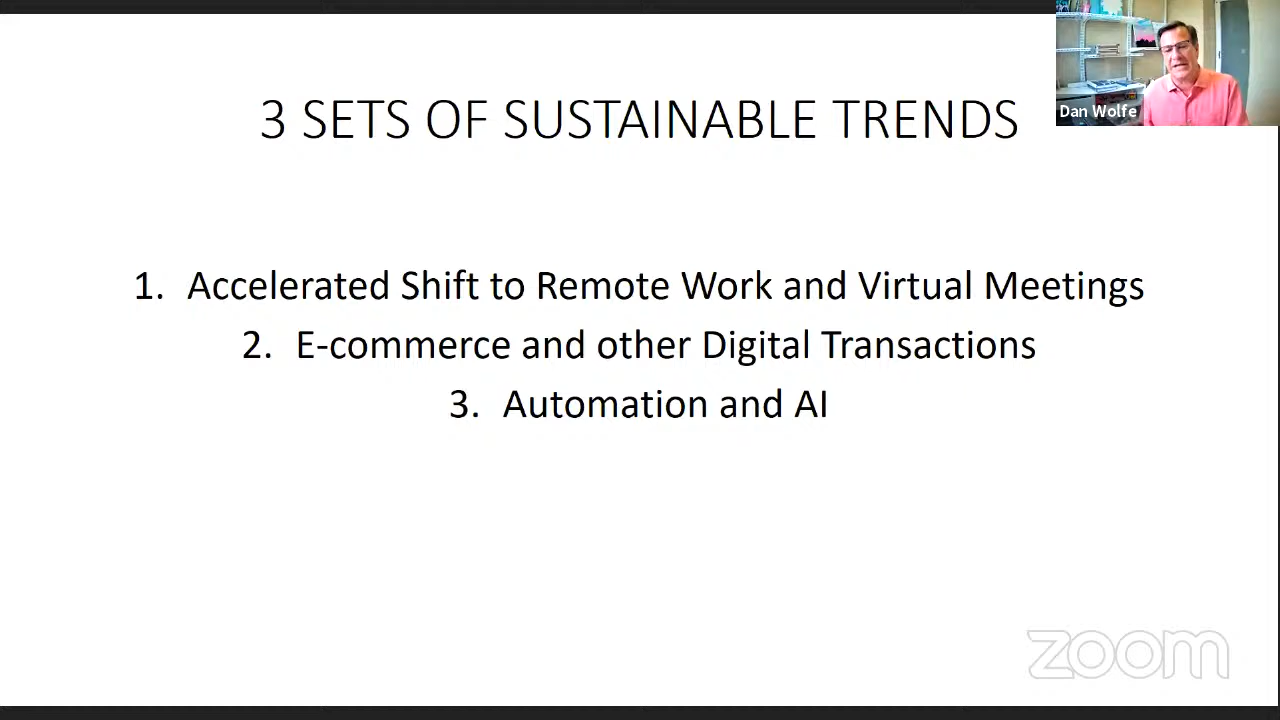 3 SETS OF SUSTAINABLE TRENDS
Dan Wolfe
1. Accelerated Shift to Remote Work and Virtual Meetings
2. E-commerce and other Digital Transactions
3. Automation and AI
zoom